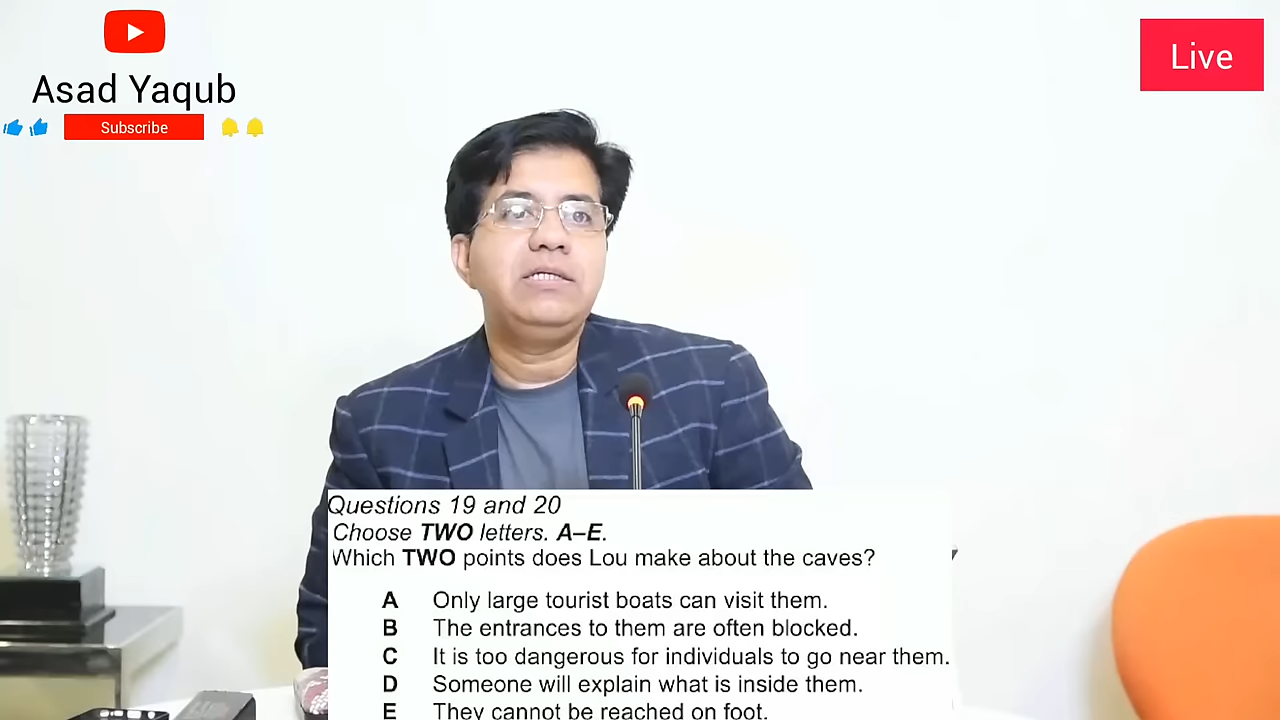 Asad Yaqub
Subscribe
Live
Questions 19 and 20
Choose TWO letters. A–E.
Which TWO points does Lou make about the caves?
A Only large tourist boats can visit them.
B The entrances to them are often blocked.
C It is too dangerous for individuals to go near them.
D Someone will explain what is inside them.
E They cannot be reached on foot.